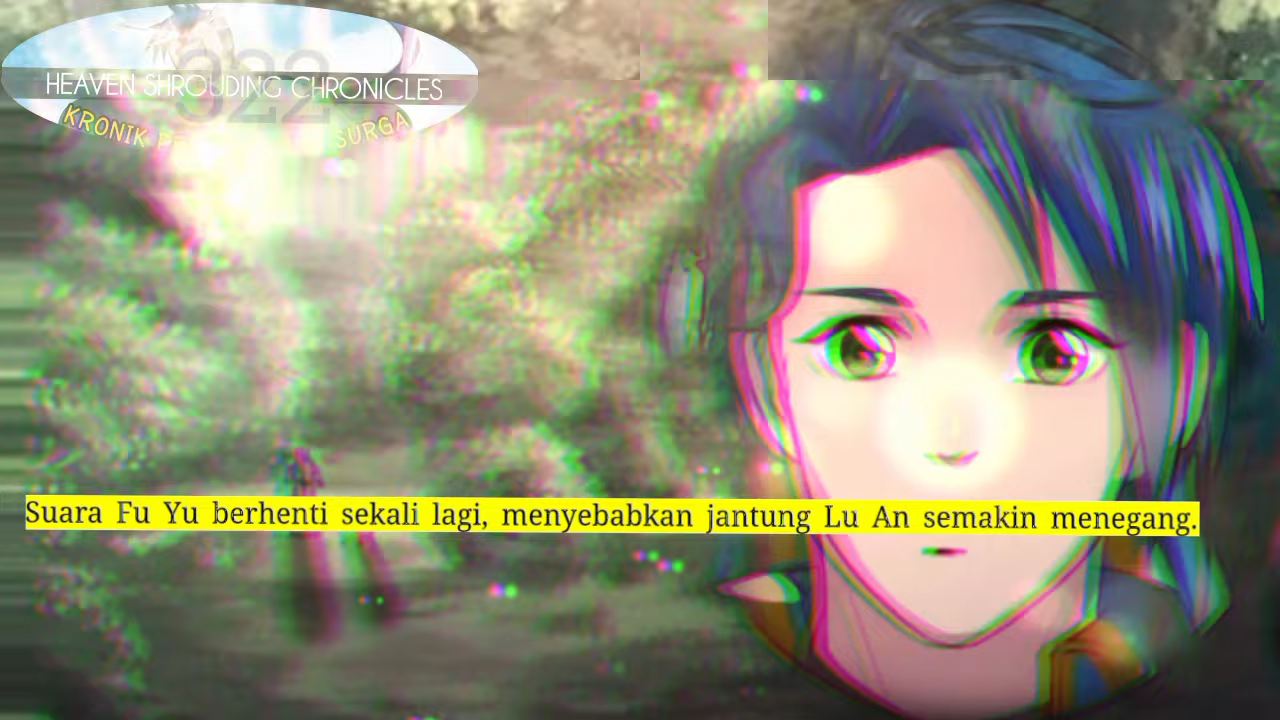 322
HEAVEN SHROUDING CHRONICLES
KRONIK SURGA
Suara Fu Yu berhenti sekali lagi, menyebabkan jantung Lu An semakin menegang.